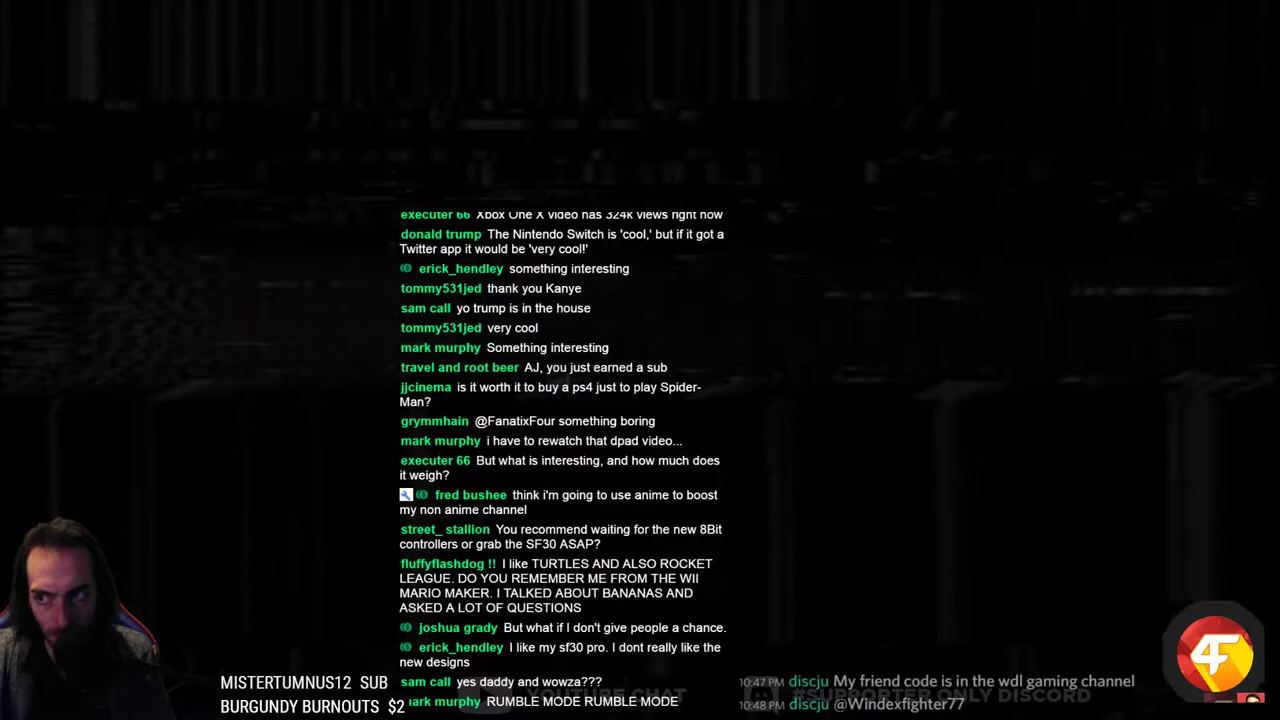 executer 66 Xbox One X video has 324k views right now
donald trump The Nintendo Switch is 'cool,' but if it got a
Twitter app it would be 'very cool!'
erick_hendley something interesting
tommy531jed thank you Kanye
sam call yo trump is in the house
tommy531jed very cool
mark murphy Something interesting
travel and root beer AJ, you just earned a sub
jjcinema is it worth it to buy a ps4 just to play Spider-
Man?
grymmhain @FanatixFour something boring
mark murphy i have to rewatch that dpad video...
executer 66 But what is interesting, and how much does
it weigh?
fred bushee think i'm going to use anime to boost
my non anime channel
street_ stallion You recommend waiting for the new 8Bit
controllers or grab the SF30 ASAP?
fluffyflashdog !! I like TURTLES AND ALSO ROCKET
LEAGUE. DO YOU REMEMBER ME FROM THE WII
MARIO MAKER. I TALKED ABOUT BANANAS AND
ASKED A LOT OF QUESTIONS
joshua grady But what if I don't give people a chance.
erick_hendley I like my sf30 pro. I dont really like the
new designs
sam call yes daddy and wowza???
mark murphy RUMBLE MODE RUMBLE MODE
MISTERTUMNUS12 SUB
BURGUNDY BURNOUTS $2
YOUTUBE CHAT
#SUPPORTER ONLY DISCORD
10:47 PM discju My friend code is in the wdl gaming channel
10:48 PM discju @Windexfighter77
4F